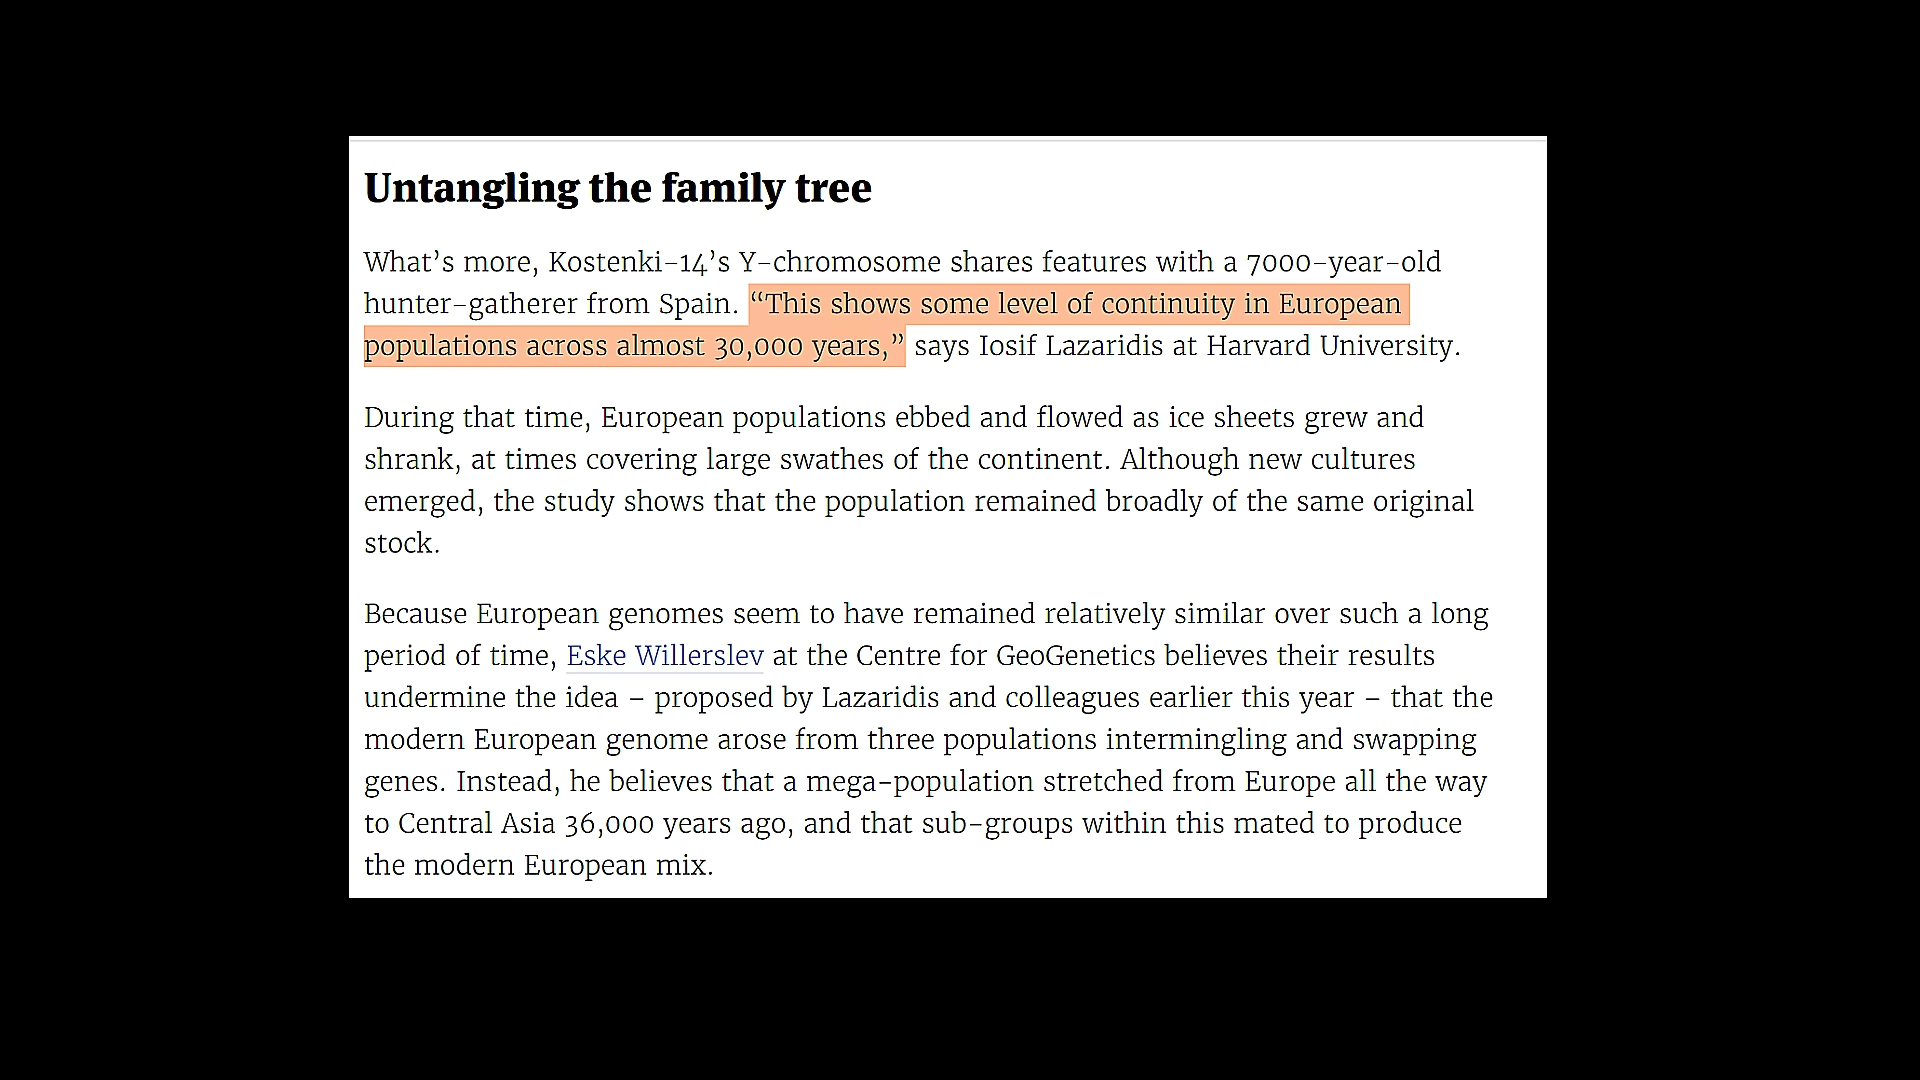 Untangling the family tree
What’s more, Kostenki–14’s Y–chromosome shares features with a 7000–year–old
hunter–gatherer from Spain. “This shows some level of continuity in European
populations across almost 30,000 years,” says Iosif Lazaridis at Harvard University.
During that time, European populations ebbed and flowed as ice sheets grew and
shrank, at times covering large swathes of the continent. Although new cultures
emerged, the study shows that the population remained broadly of the same original
stock.
Because European genomes seem to have remained relatively similar over such a long
period of time, Eske Willerslev at the Centre for GeoGenetics believes their results
undermine the idea – proposed by Lazaridis and colleagues earlier this year – that the
modern European genome arose from three populations intermingling and swapping
genes. Instead, he believes that a mega–population stretched from Europe all the way
to Central Asia 36,000 years ago, and that sub–groups within this mated to produce
the modern European mix.